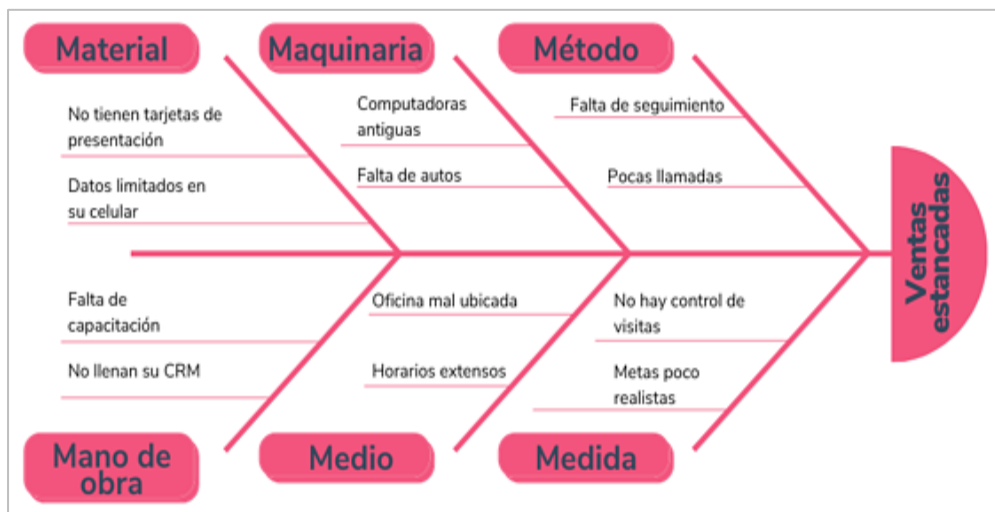 Material
Maquinaria
Método
No tienen tarjetas de
presentación
Datos limitados en
su celular
Computadoras
antiguas
Falta de autos
Falta de seguimiento
Pocas llamadas
Ventas
estancadas
Falta de
capacitación
No llenan su CRM
Oficina mal ubicada
Horarios extensos
No hay control de
visitas
Metas poco
realistas
Mano de
obra
Medio
Medida